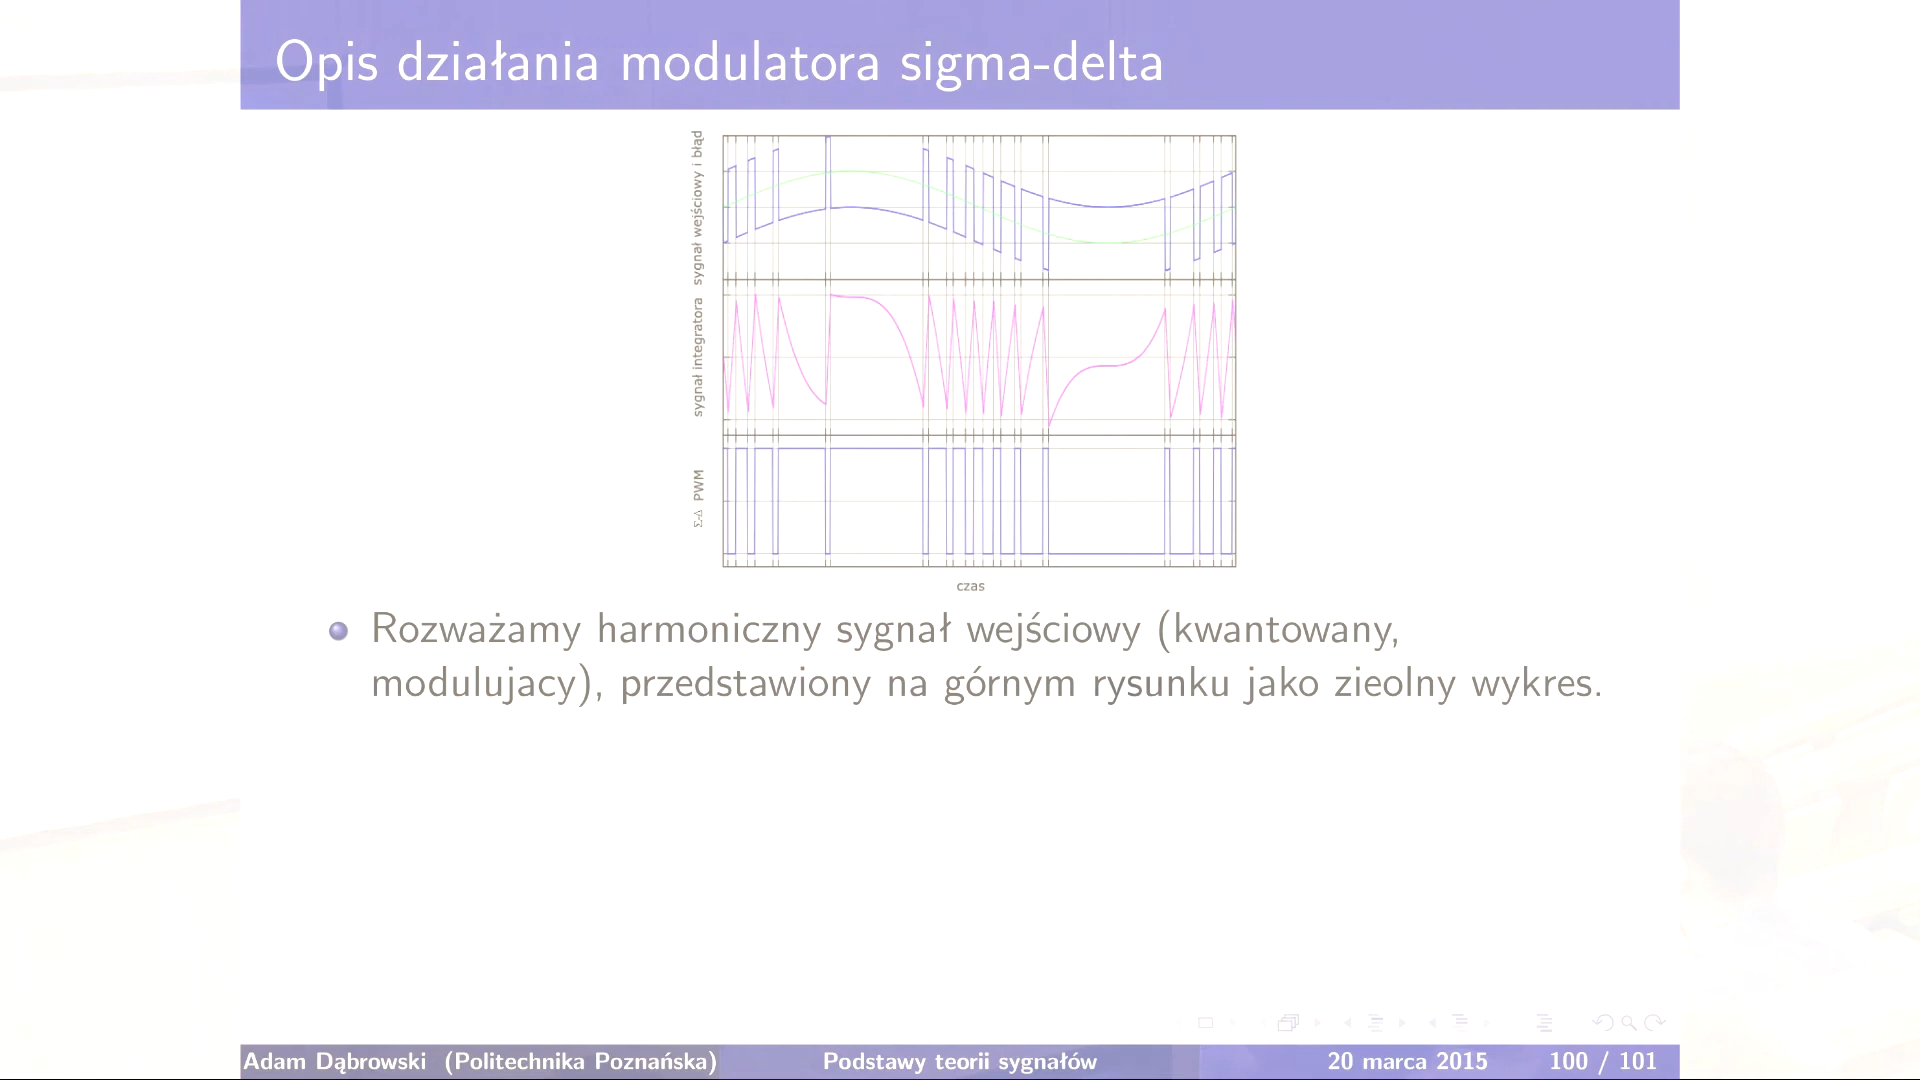 Opis działania modulatora sigma-delta
sygnał wejściowy i błąd
sygnał integratora
Σ-Δ PWM
czas
Rozważamy harmoniczny sygnał wejściowy (kwantowany,
modulujacy), przedstawiony na górnym rysunku jako zieolny wykres.
Adam Dąbrowski (Politechnika Poznańska) Podstawy teorii sygnałów 20 marca 2015 100 / 101